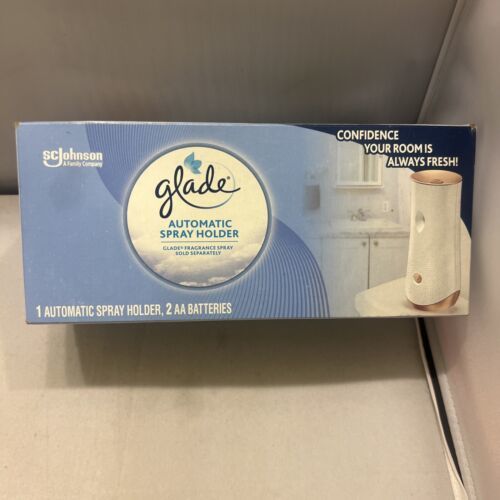 scJohnson
A Family Company
glade®
AUTOMATIC
SPRAY HOLDER
GLADE® FRAGRANCE SPRAY
SOLD SEPARATELY
CONFIDENCE
YOUR ROOM IS
ALWAYS FRESH!
1 AUTOMATIC SPRAY HOLDER, 2 AA BATTERIES